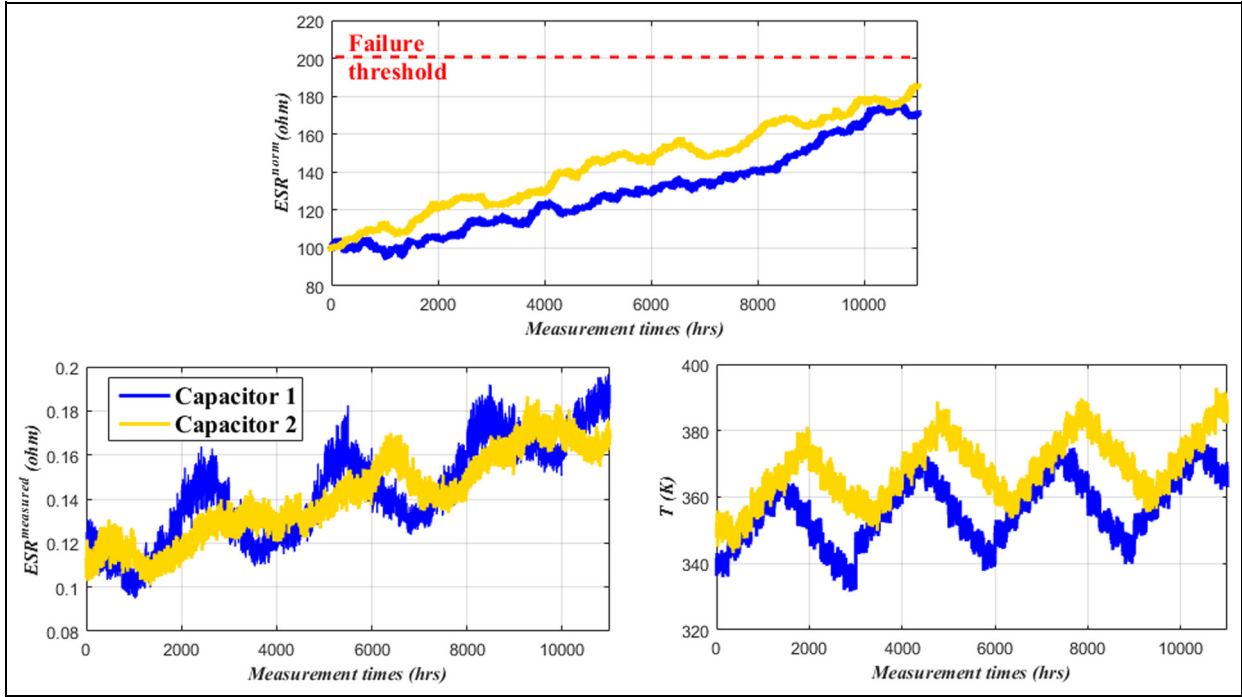 220
200
180
160
140
120
100
80
ESR^norm(ohm)
Failure
threshold
0 2000 4000 6000 8000 10000
Measurement times (hrs)
0.2
0.18
0.16
0.14
0.12
0.1
0.08
ESR^measured (ohm)
Capacitor 1
Capacitor 2
0 2000 4000 6000 8000 10000
Measurement times (hrs)
400
380
360
340
320
T (K)
0 2000 4000 6000 8000 10000
Measurement times (hrs)